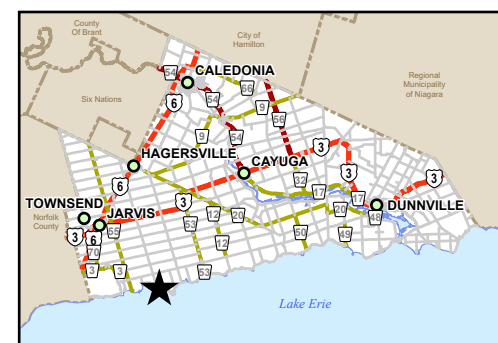 County
Of Brant
City of
Hamilton
54
CALEDONIA
66
Regional
Municipality
of Niagara
Six Nations
6
54
9
56
9
54
3
HAGERSVILLE
3
3
CAYUGA
6
32
17
17
TOWNSEND
3
DUNNVILLE
Norfolk
County
JARVIS
12
20
20
48
3
6
55
53
50
49
70
12
3
3
53
Lake Erie